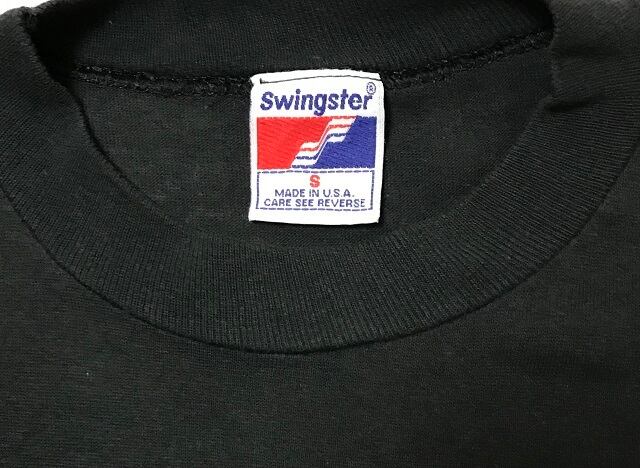 Swingster®
S
MADE IN U.S.A.
CARE SEE REVERSE